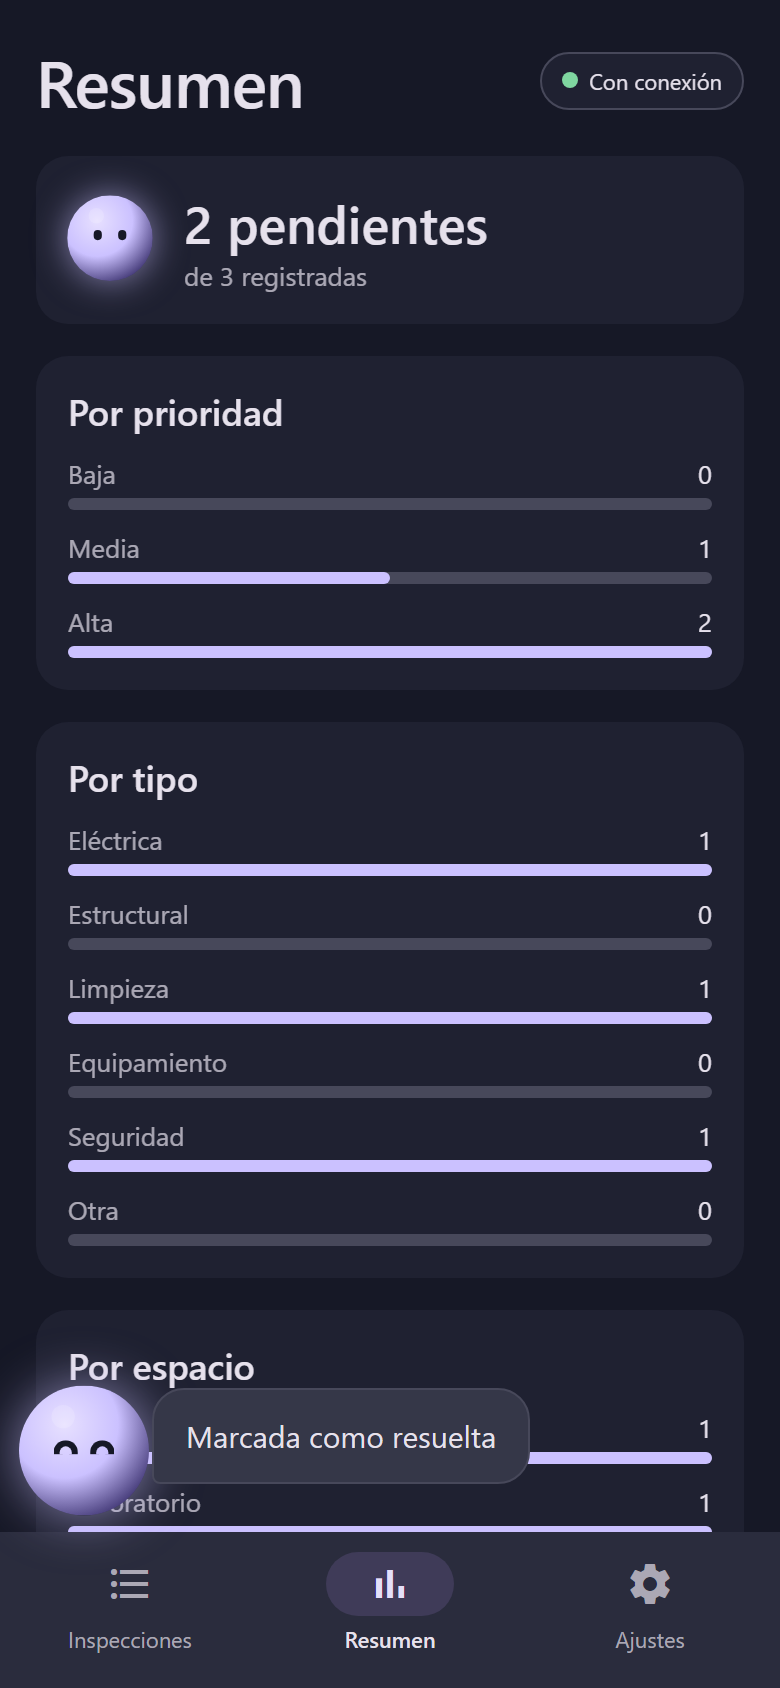 Resumen
Con conexión
2 pendientes
de 3 registradas
Por prioridad
Baja 0
Media 1
Alta 2
Por tipo
Eléctrica 1
Estructural 0
Limpieza 1
Equipamiento 0
Seguridad 1
Otra 0
Por espacio
1
Marcada como resuelta
1
Inspecciones
Resumen
Ajustes